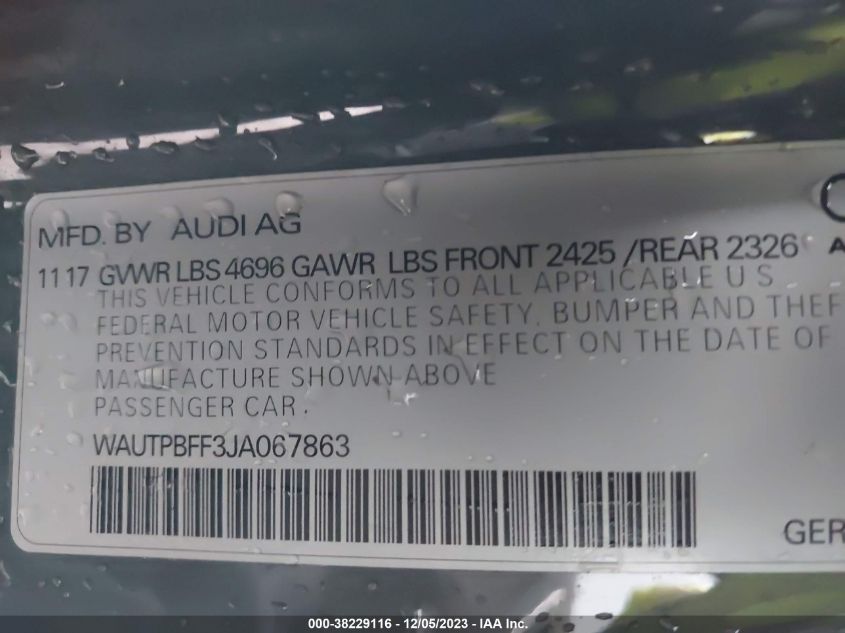 MFD. BY AUDI AG
11 17 GVWR LBS 4696 GAWR LBS FRONT 2425 / REAR 2326
THIS VEHICLE CONFORMS TO ALL APPLICABLE U S
FEDERAL MOTOR VEHICLE SAFETY, BUMPER AND THEF
PREVENTION STANDARDS IN EFFECT ON THE DATE OF
MANUFACTURE SHOWN ABOVE
PASSENGER CAR.
WAUTPBFF3JA067863
GER
000-38229116 - 12/05/2023 - IAA Inc.